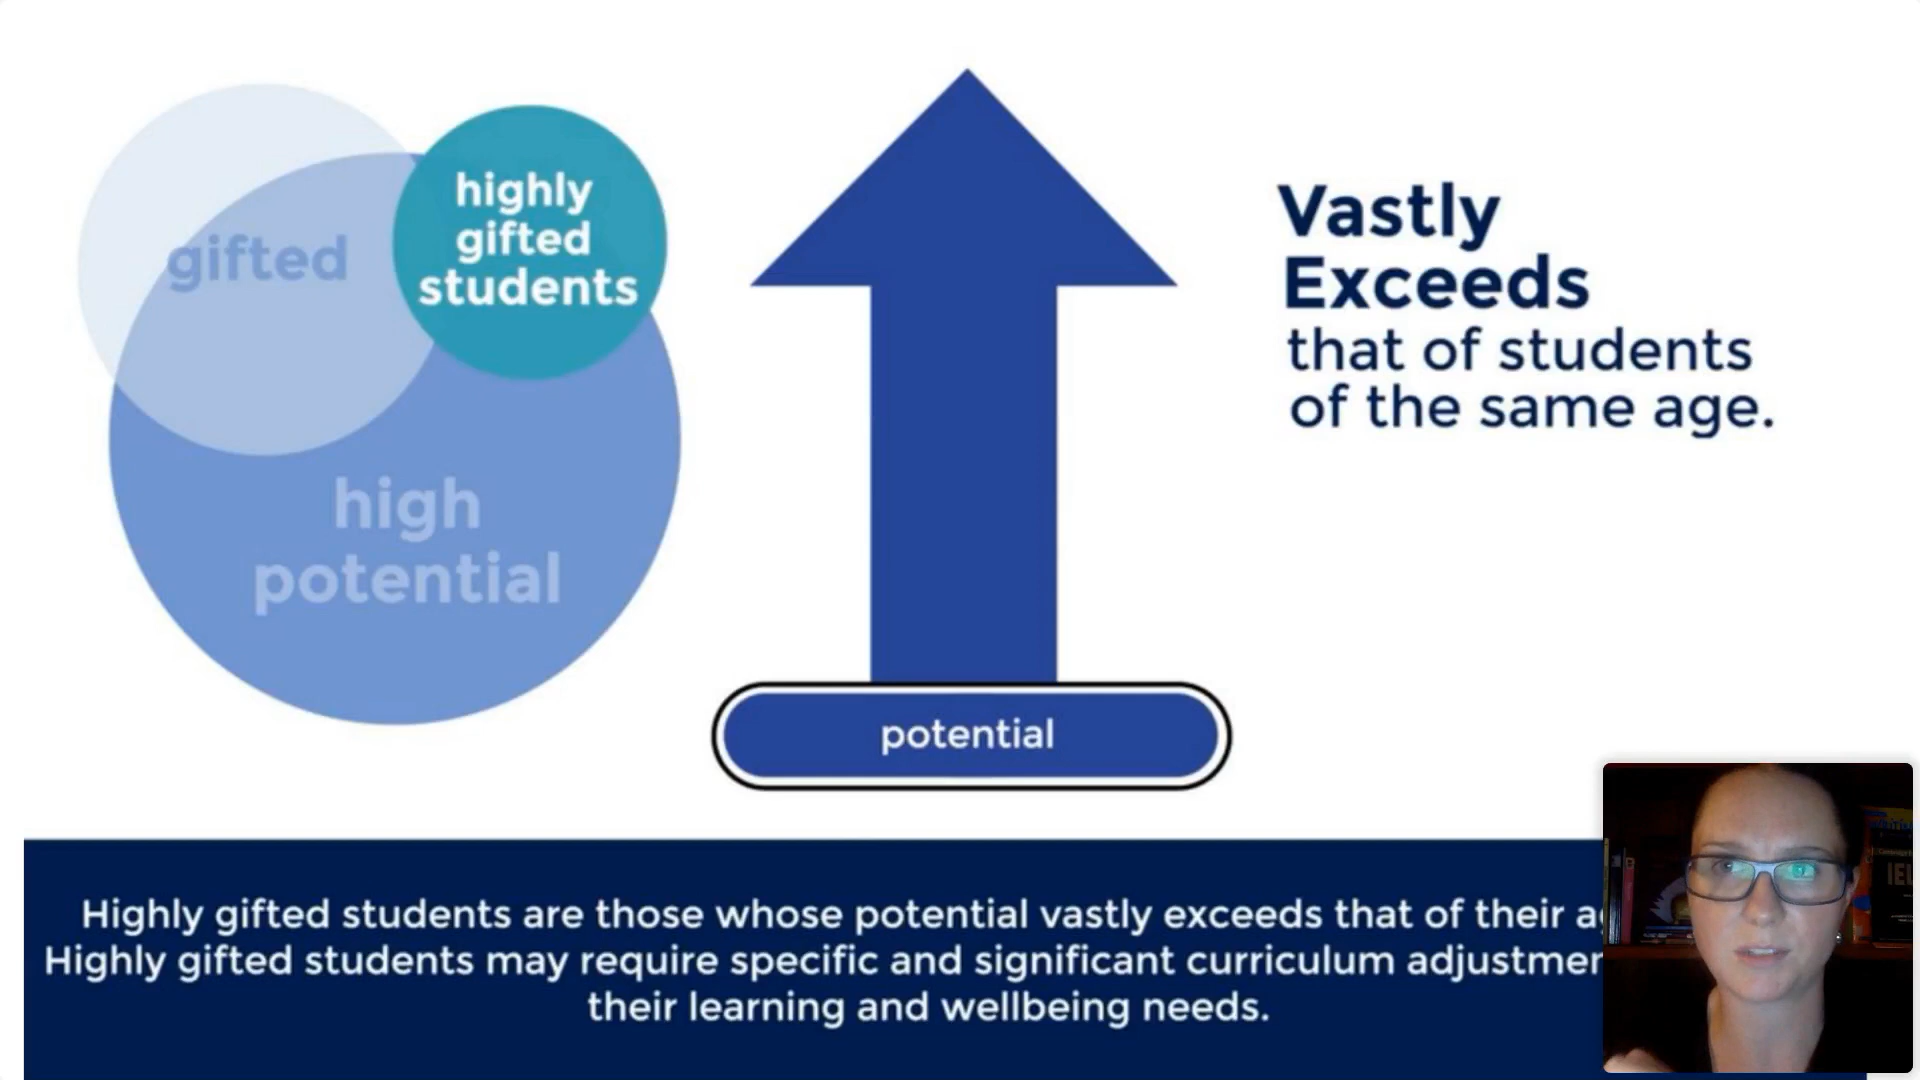 gifted
highly
gifted
students
high
potential
potential
Vastly
Exceeds
that of students
of the same age.
Highly gifted students are those whose potential vastly exceeds that of their
Highly gifted students may require specific and significant curriculum
their learning and wellbeing needs.